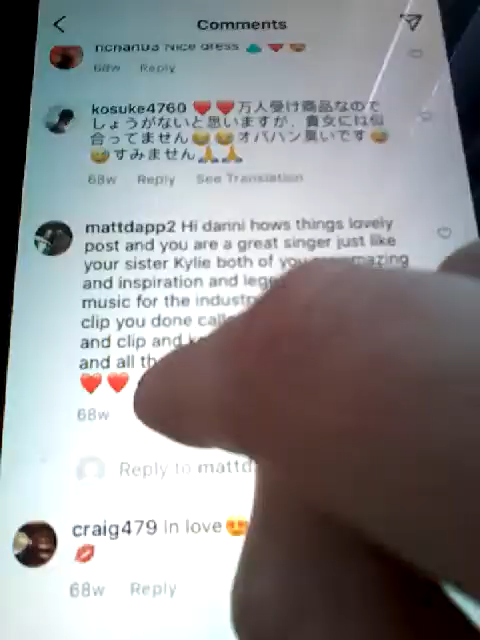 Comments
Nice dress
68w Reply
kosuke4760 ❤️❤️万人受け商品なので
しょうがないと思いますが、貴女には似
合ってません😅😅オバハン臭いです😅
😅すみません🙏🙏
68w Reply See Translation
mattdapp2 Hi danni hows things lovely
post and you are a great singer just like
your sister Kylie both of you amazing
and inspiration and
music for the
clip you done
and clip and
and all
❤️❤️
68w
Reply to
craig479 In love😍
💋
68w Reply